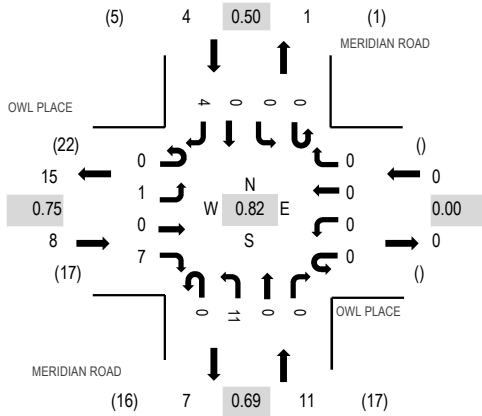 (5) 4 0.50 1 (1)
MERIDIAN ROAD
4 0 0 0
OWL PLACE
(22)
15
0.75
8
(17)
0
1
0
7
N
W 0.82 E
S
0
0
0
0
()
0
0.00
0
()
0 11 0 0
OWL PLACE
MERIDIAN ROAD
(16) 7 0.69 11 (17)